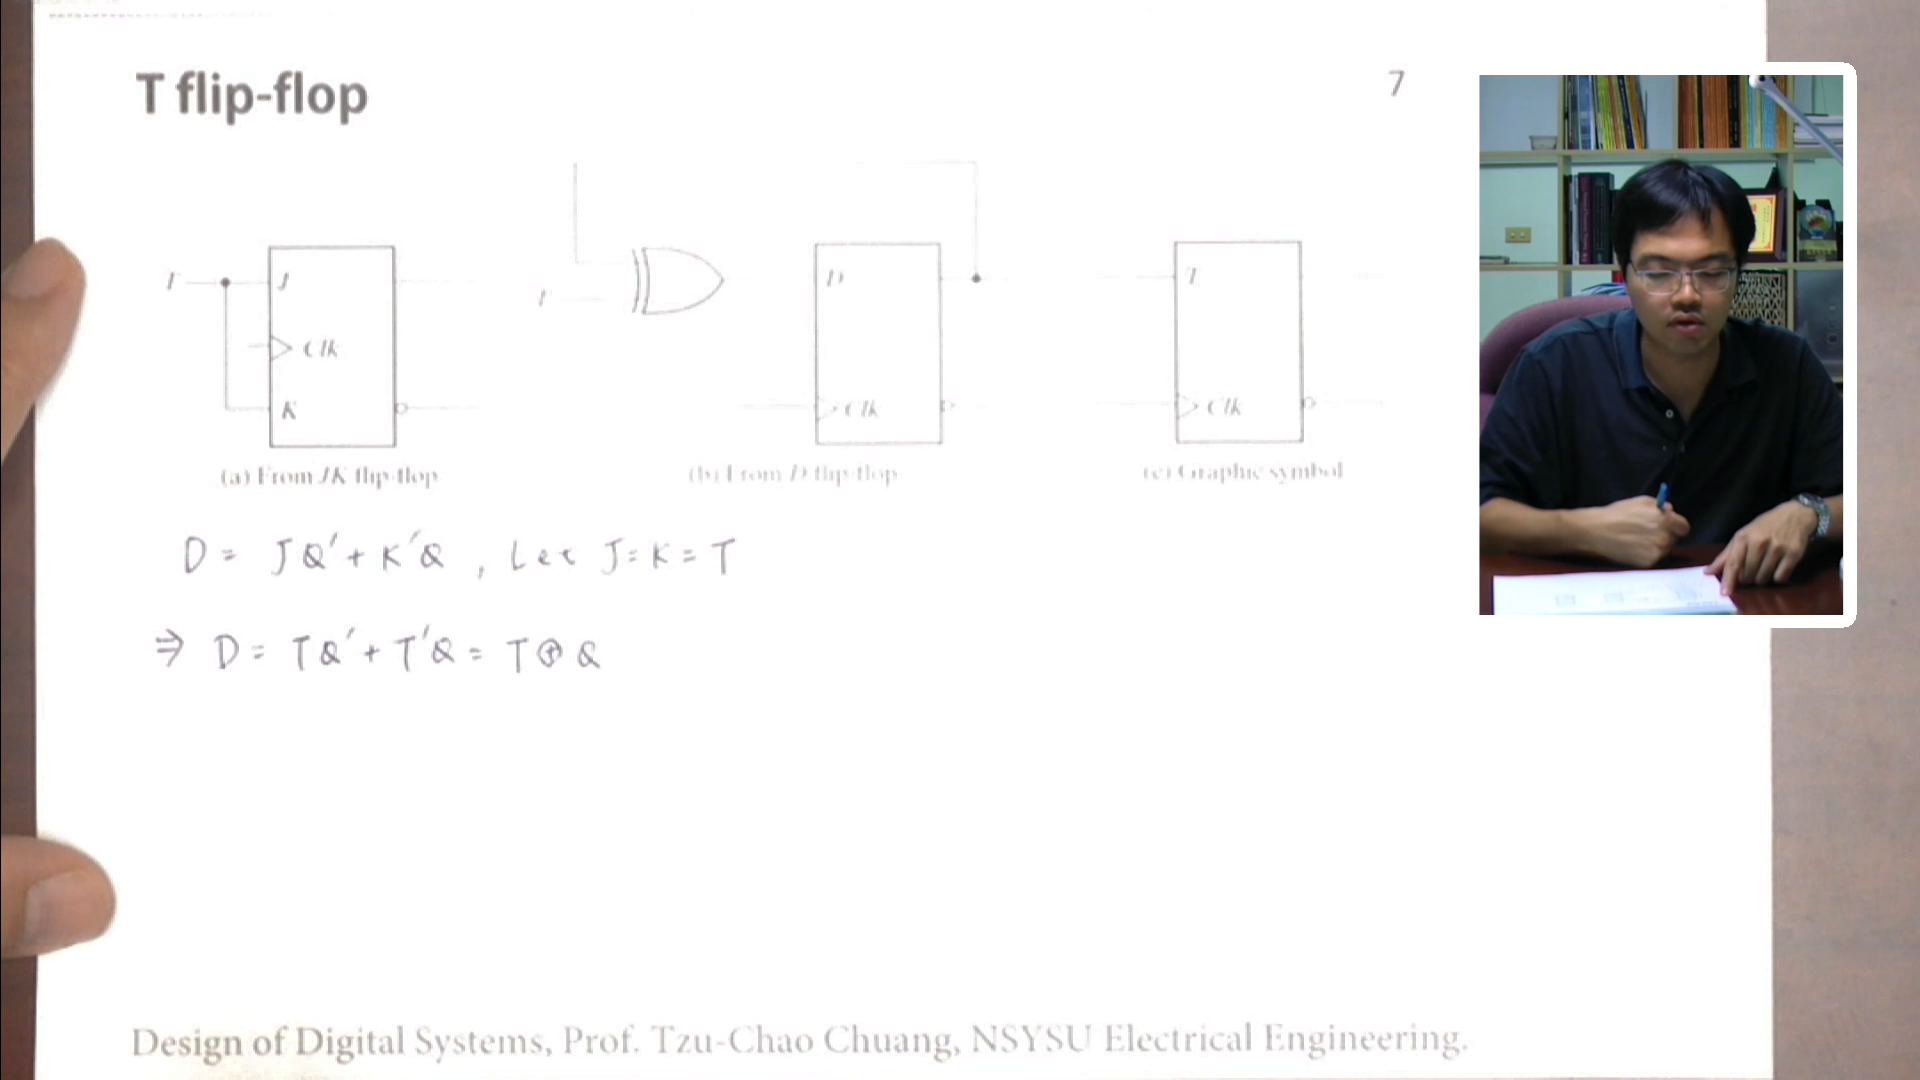 T flip-flop
7
T J
Clk
K
T
D
Clk
T
Clk
(a) From JK flip-flop
(b) From D flip-flop
(c) Graphic symbol
D = JQ' + K'Q , Let J = K = T
⇒ D = TQ' + T'Q = T ⊕ Q
Design of Digital Systems, Prof. Tzu-Chao Chuang, NSYSU Electrical Engineering.